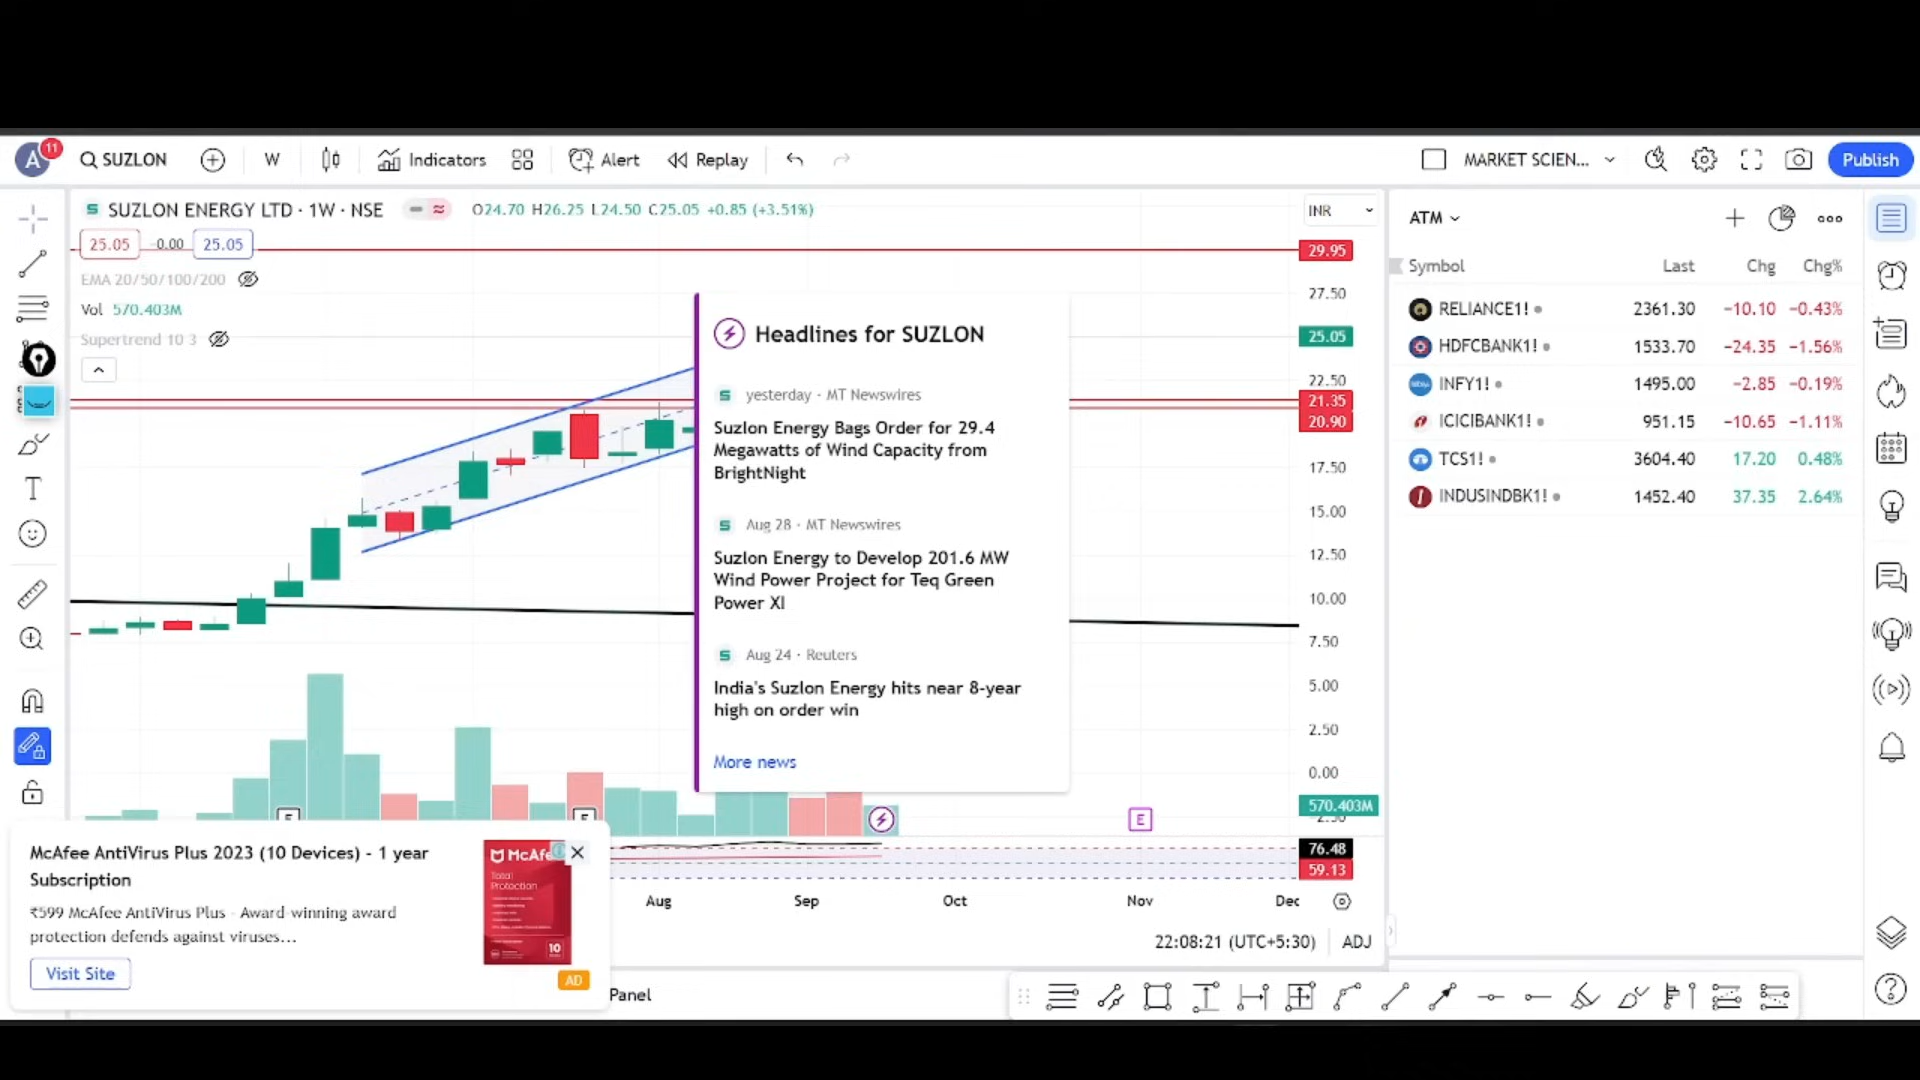 A
11
SUZLON
W
Indicators
Alert
Replay
MARKET SCIEN...
Publish
SUZLON ENERGY LTD · 1W · NSE
O24.70 H26.25 L24.50 C25.05 +0.85 (+3.51%)
INR
25.05 -0.00 25.05
EMA 20/50/100/200
Vol 570.403M
Supertrend 10 3
29.95
27.50
25.05
22.50
21.35
20.90
17.50
15.00
12.50
10.00
7.50
5.00
2.50
0.00
570.403M
-2.50
76.48
59.13
Headlines for SUZLON
yesterday · MT Newswires
Suzlon Energy Bags Order for 29.4
Megawatts of Wind Capacity from
BrightNight
Aug 28 · MT Newswires
Suzlon Energy to Develop 201.6 MW
Wind Power Project for Teq Green
Power XI
Aug 24 · Reuters
India's Suzlon Energy hits near 8-year
high on order win
More news
E
E
E
Aug Sep Oct Nov Dec
22:08:21 (UTC+5:30)
ADJ
Panel
ATM
Symbol Last Chg Chg%
RELIANCE1! 2361.30 −10.10 −0.43%
HDFCBANK1! 1533.70 −24.35 −1.56%
INFY1! 1495.00 −2.85 −0.19%
ICICIBANK1! 951.15 −10.65 −1.11%
TCS1! 3604.40 17.20 0.48%
INDUSINDBK1! 1452.40 37.35 2.64%
McAfee AntiVirus Plus 2023 (10 Devices) - 1 year
Subscription
₹599 McAfee AntiVirus Plus - Award-winning award
protection defends against viruses...
Visit Site
McAfe
Total
Protection
10
AD